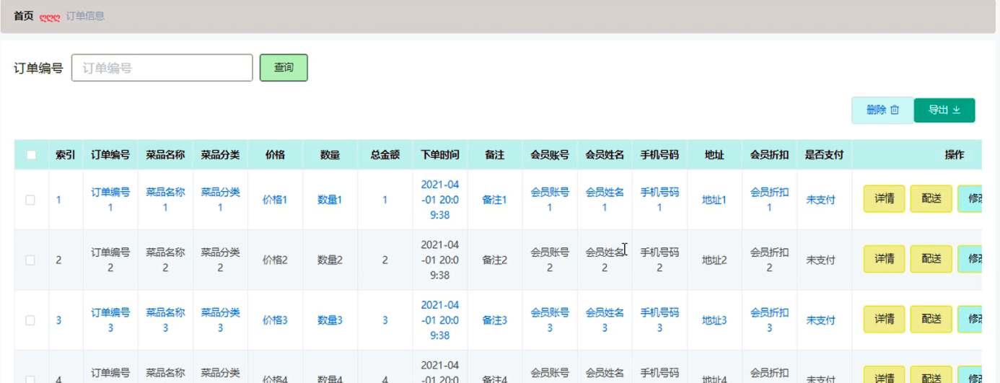 首页 ღღღ 订单信息
订单编号 订单编号 查询
删除 导出
索引 订单编号 菜品名称 菜品分类 价格 数量 总金额 下单时间 备注 会员账号 会员姓名 手机号码 地址 会员折扣 是否支付 操作
1 订单编号1 菜品名称1 菜品分类1 价格1 数量1 1 2021-04-01 20:09:38 备注1 会员账号1 会员姓名1 手机号码1 地址1 会员折扣1 未支付 详情 配送 修
2 订单编号2 菜品名称2 菜品分类2 价格2 数量2 2 2021-04-01 20:09:38 备注2 会员账号2 会员姓名2 手机号码2 地址2 会员折扣2 未支付 详情 配送 修
3 订单编号3 菜品名称3 菜品分类3 价格3 数量3 3 2021-04-01 20:09:38 备注3 会员账号3 会员姓名3 手机号码3 地址3 会员折扣3 未支付 详情 配送 修
4 订单编号 菜品名称 菜品分类 价格4 数量4 4 2021-04-01 20:0 备注4 会员账号 会员姓名 手机号码 地址4 会员折扣 未支付 详情 配送 修